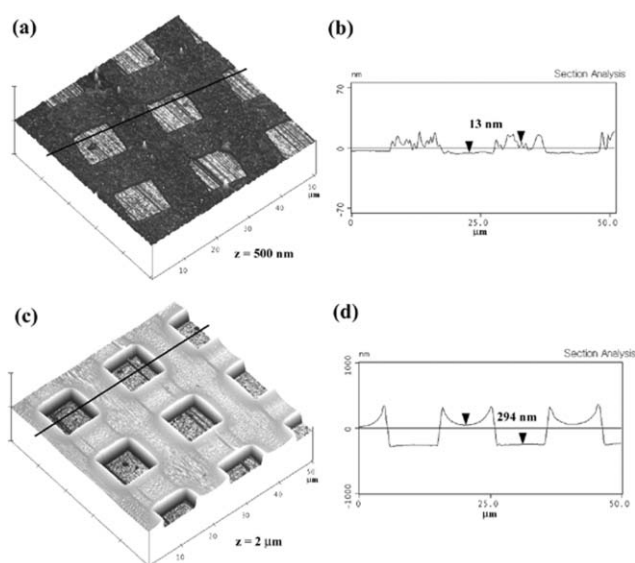 (a)
50
40
30
20
10
μm
z = 500 nm
(b)
nm
Section Analysis
70
0
-70
13 nm
0
25.0
50.0
μm
(c)
50
40
30
20
10
μm
z = 2 μm
(d)
nm
Section Analysis
1000
0
-1000
294 nm
0
25.0
50.0
μm